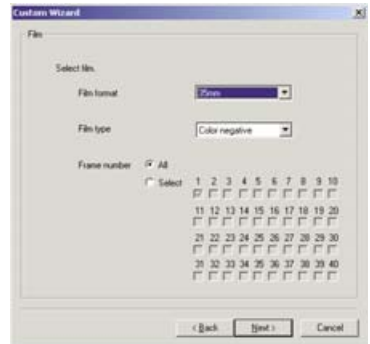 Custom Wizard
Film
Select film.
Film format 35mm
Film type Color negative
Frame number All
Select
1 2 3 4 5 6 7 8 9 10
11 12 13 14 15 16 17 18 19 20
21 22 23 24 25 26 27 28 29 30
31 32 33 34 35 36 37 38 39 40
< Back Next > Cancel